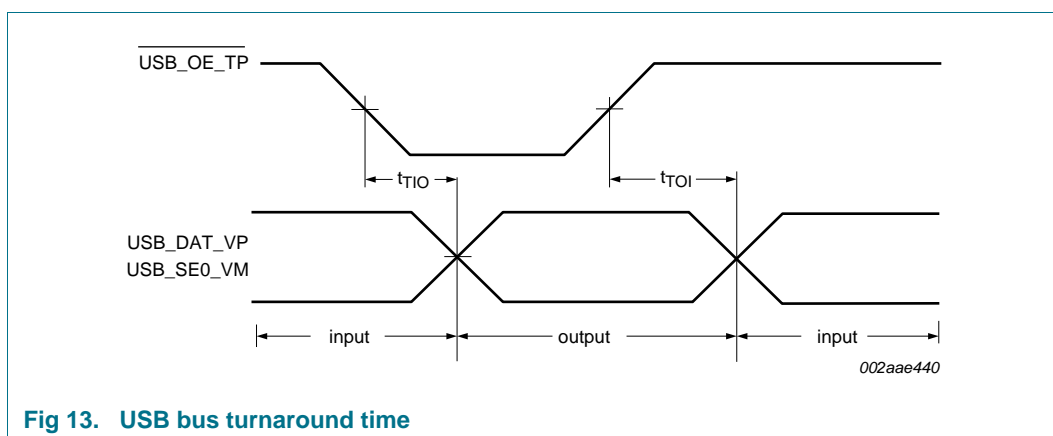 USB_OE_TP
tTIO
tTOI
USB_DAT_VP
USB_SE0_VM
input
output
input
002aae440
Fig 13. USB bus turnaround time